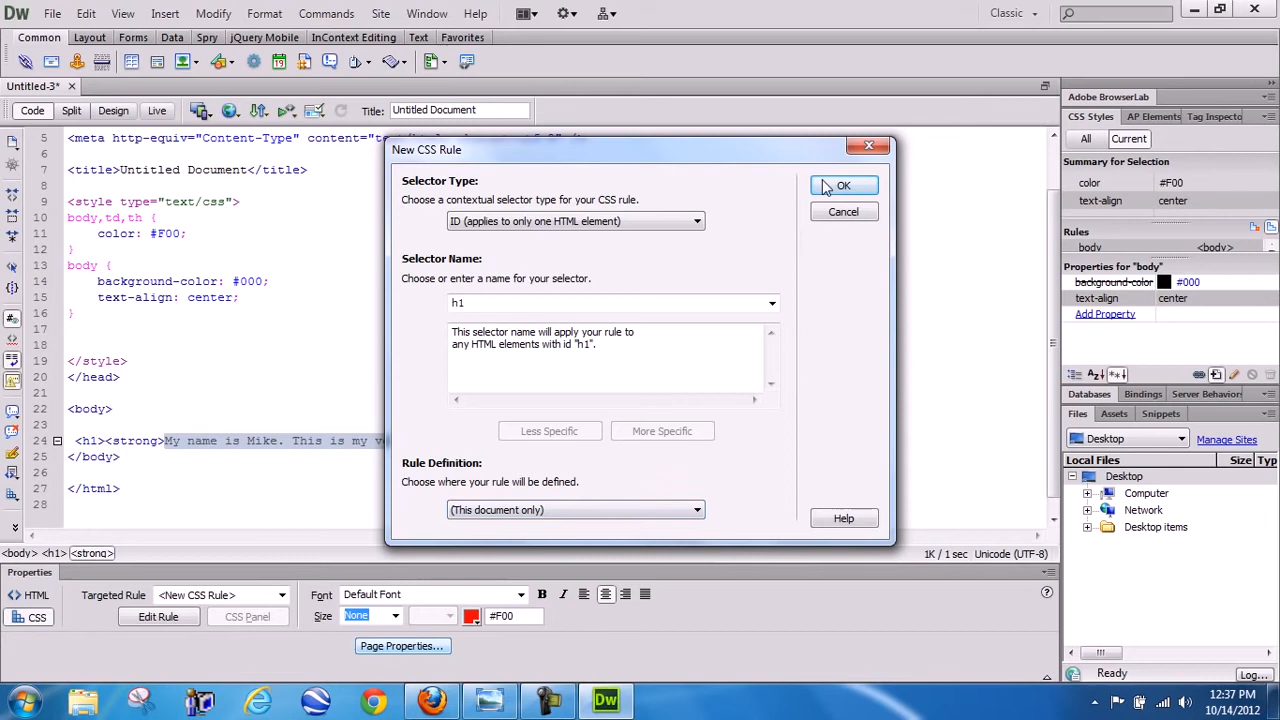 Dw File Edit View Insert Modify Format Commands Site Window Help Classic
Common Layout Forms Data Spry jQuery Mobile InContext Editing Text Favorites
Untitled-3*
Code Split Design Live Title: Untitled Document
Adobe BrowserLab
CSS Styles AP Elements Tag Inspecto
All Current
Summary for Selection
color #F00
text-align center
Rules
body <body>
Properties for "body"
background-color #000
text-align center
Add Property
Databases Bindings Server Behavior
Files Assets Snippets
Desktop Manage Sites
Local Files Size Typ
Desktop
Computer
Network
Desktop items
Ready Log...
5 <meta http-equiv="Content-Type" content="
6
7 <title>Untitled Document</title>
8
9 <style type="text/css">
10 body,td,th {
11 color: #F00;
12 }
13 body {
14 background-color: #000;
15 text-align: center;
16 }
17
18
19 </style>
20 </head>
21
22 <body>
23
24 <h1><strong>My name is Mike. This is my
25 </body>
26
27 </html>
28
New CSS Rule
Selector Type:
Choose a contextual selector type for your CSS rule.
ID (applies to only one HTML element)
OK
Cancel
Selector Name:
Choose or enter a name for your selector.
h1
This selector name will apply your rule to
any HTML elements with id "h1".
Less Specific More Specific
Rule Definition:
Choose where your rule will be defined.
(This document only)
Help
<body> <h1> <strong> 1K / 1 sec Unicode (UTF-8)
Properties
<> HTML Targeted Rule <New CSS Rule> Font Default Font B I
CSS Edit Rule CSS Panel Size None #F00
Page Properties...
Dw
12:37 PM
10/14/2012